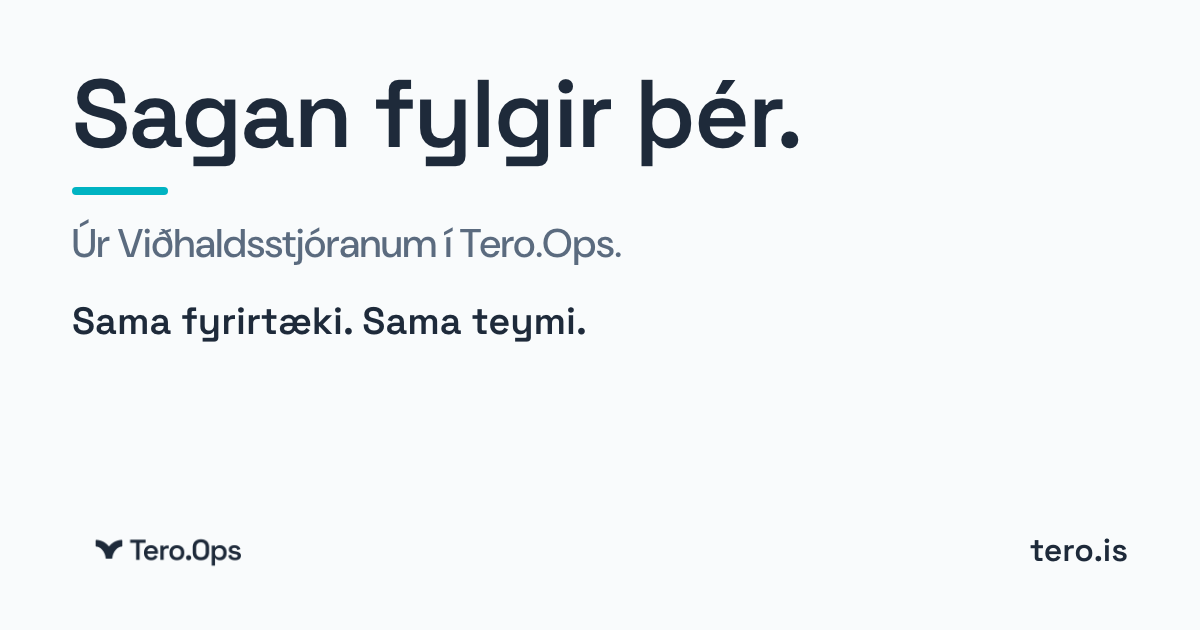 Sagan fylgir þér.
Úr Viðhaldsstjóranum í Tero.Ops.
Sama fyrirtæki. Sama teymi.
Tero.Ops
tero.is